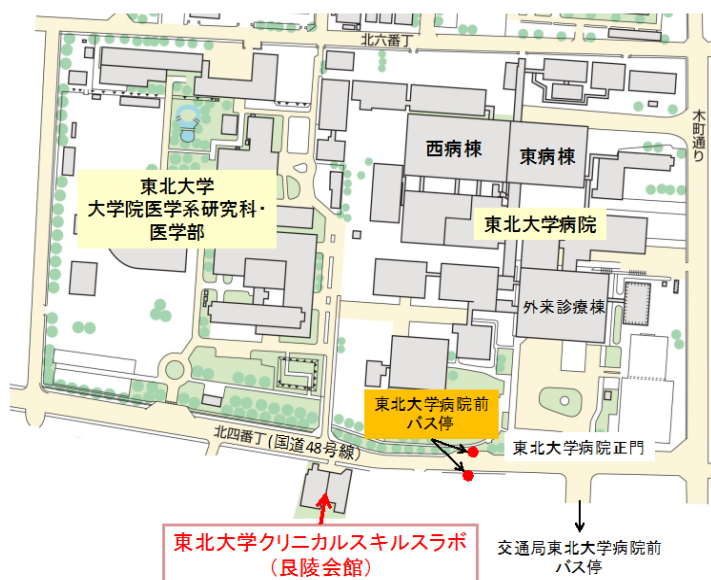 北六番丁
木町通り
西病棟
東病棟
東北大学
大学院医学系研究科・
医学部
東北大学病院
外来診療棟
東北大学病院前
バス停
北四番丁(国道48号線)
東北大学病院正門
東北大学クリニカルスキルスラボ
(艮陵会館)
交通局東北大学病院前
バス停